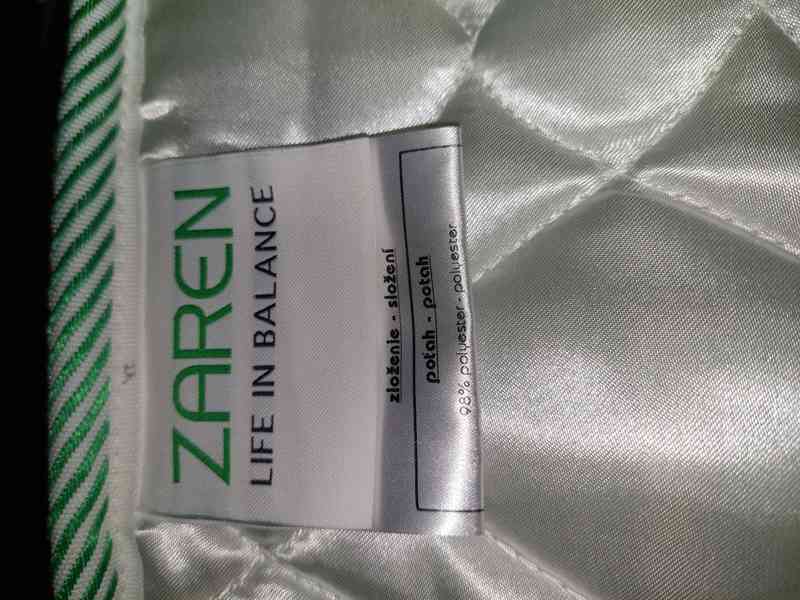 ZAREN
LIFE IN BALANCE
zloženie - složení
poťah - potah
98% polyester - polyester